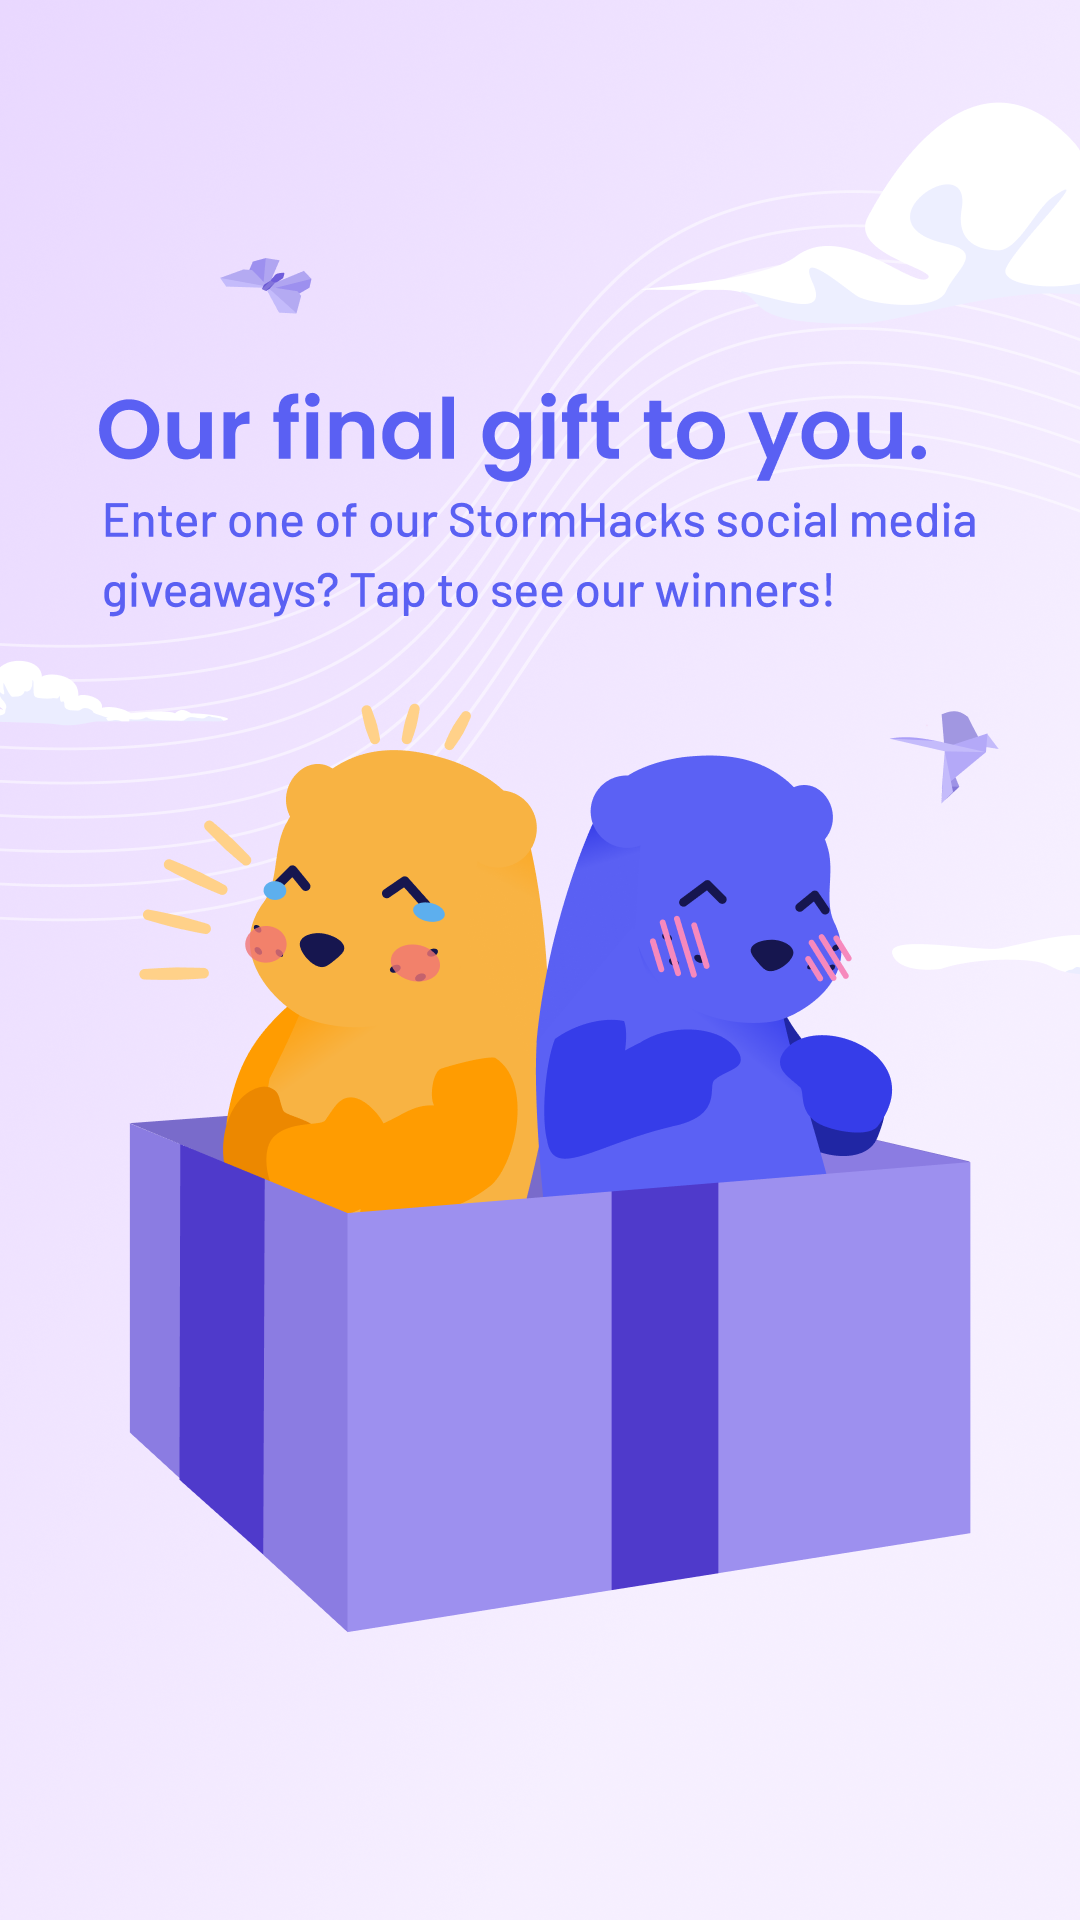 Our final gift to you.
Enter one of our StormHacks social media
giveaways? Tap to see our winners!